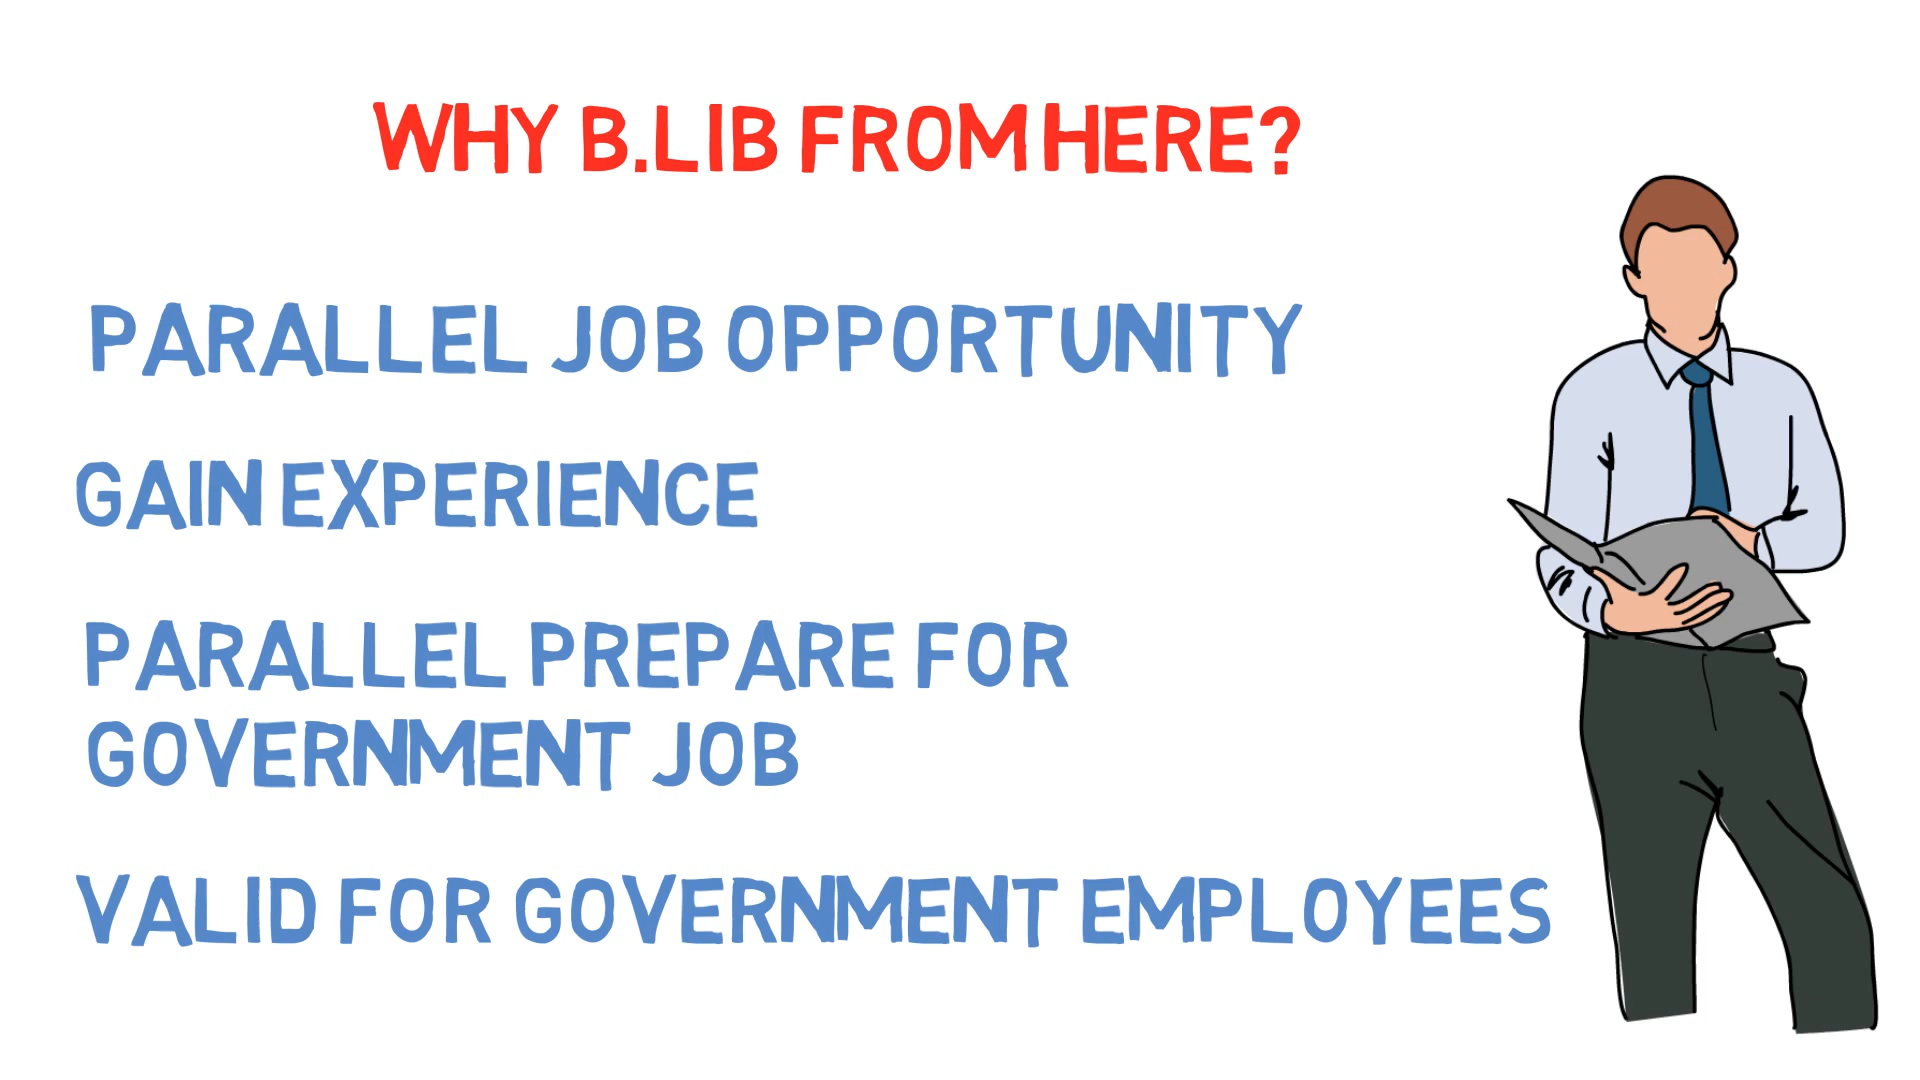 WHY B.LIB FROM HERE?
PARALLEL JOB OPPORTUNITY
GAIN EXPERIENCE
PARALLEL PREPARE FOR
GOVERNMENT JOB
VALID FOR GOVERNMENT EMPLOYEES